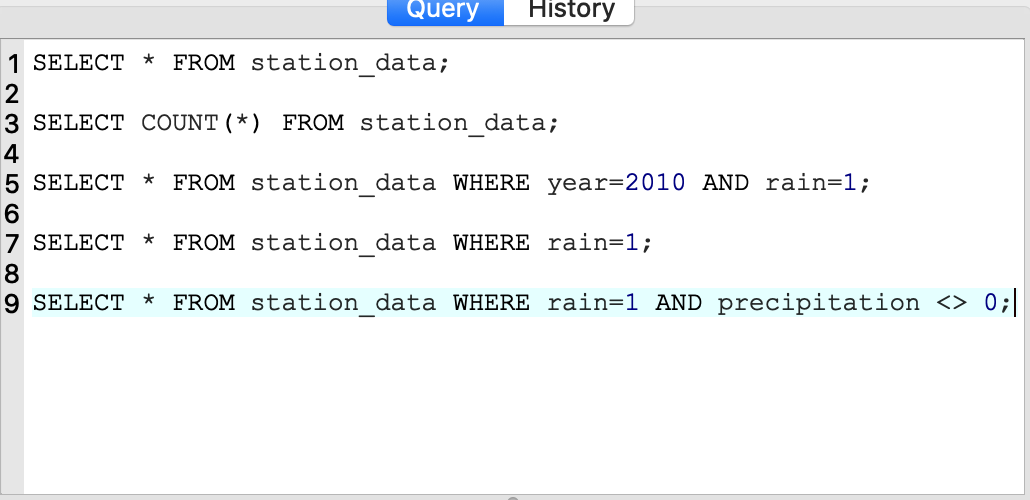 Query History
1 SELECT * FROM station_data;
2
3 SELECT COUNT(*) FROM station_data;
4
5 SELECT * FROM station_data WHERE year=2010 AND rain=1;
6
7 SELECT * FROM station_data WHERE rain=1;
8
9 SELECT * FROM station_data WHERE rain=1 AND precipitation <> 0;